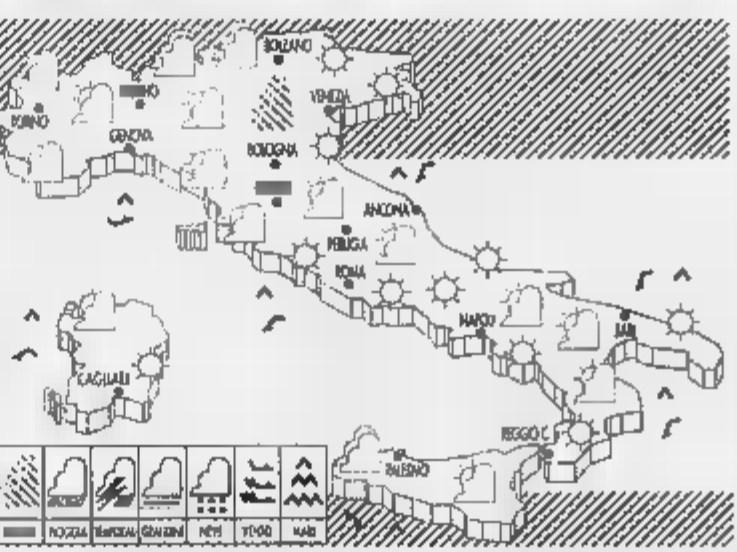 BOLZANO
VENEZIA
TORINO
GENOVA
BOLOGNA
ANCONA
PERUGIA
ROMA
NAPOLI
BARI
CAGLIARI
REGGIO C.
PALERMO
PIOGGIA TEMPORALI GRANDINE NEVE VENTO MARI